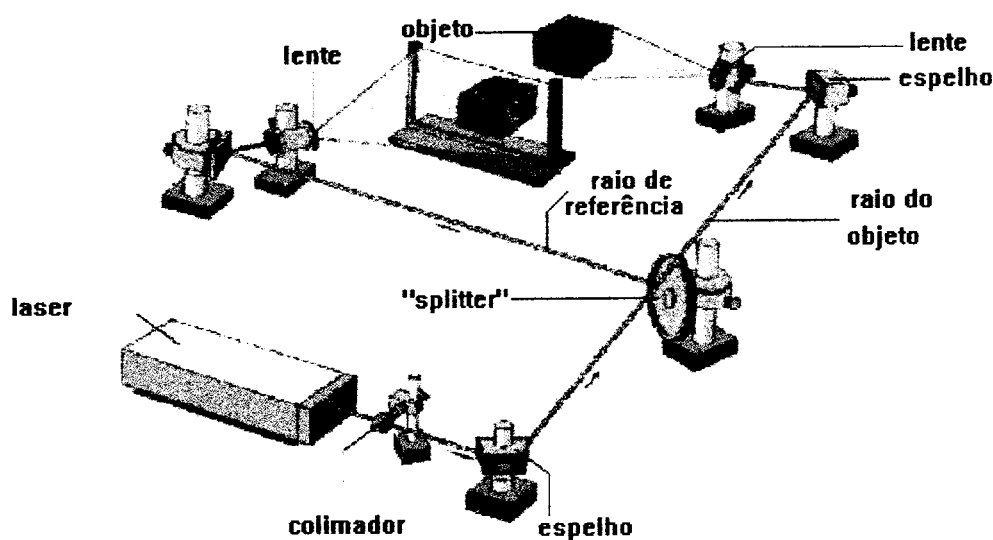 objeto
lente
lente
espelho
raio de
referência
raio do
objeto
"splitter"
laser
colimador
espelho